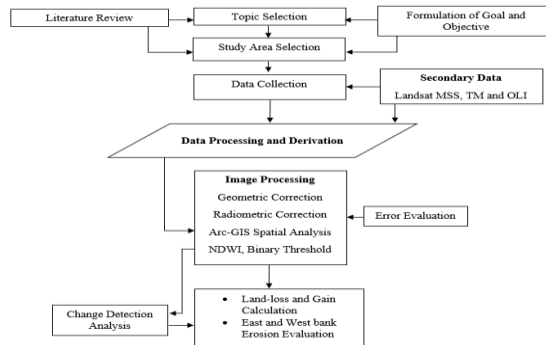 Literature Review
Topic Selection
Formulation of Goal and
Objective
Study Area Selection
Data Collection
Secondary Data
Landsat MSS, TM and OLI
Data Processing and Derivation
Image Processing
Geometric Correction
Radiometric Correction
Arc-GIS Spatial Analysis
NDWI, Binary Threshold
Error Evaluation
Change Detection
Analysis
• Land-loss and Gain
Calculation
• East and West bank
Erosion Evaluation